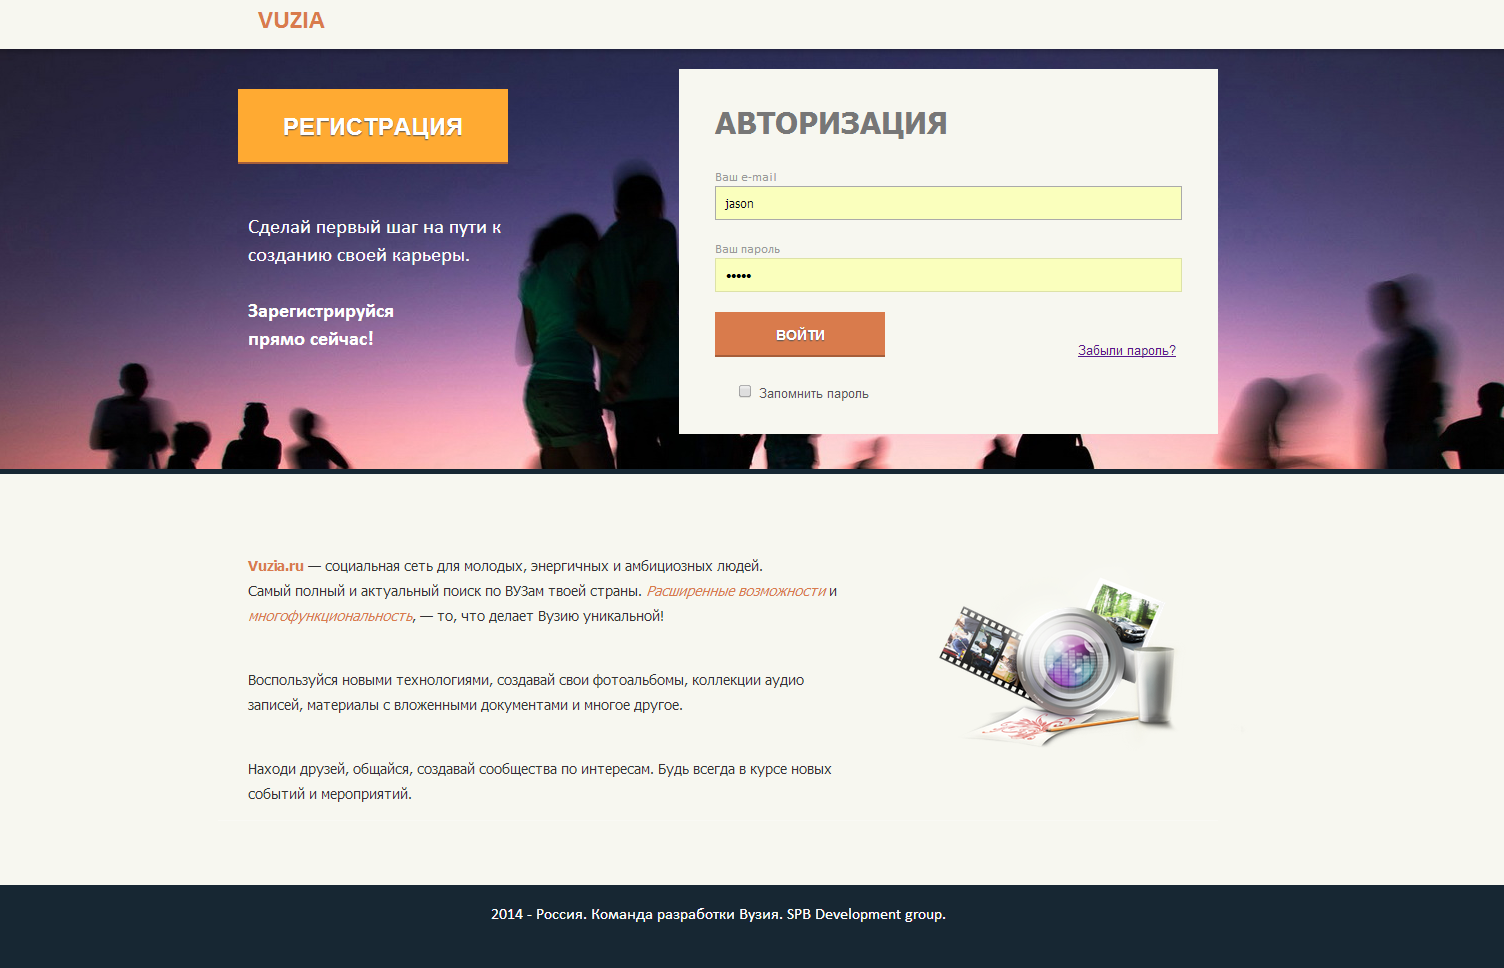 VUZIA
РЕГИСТРАЦИЯ
Сделай первый шаг на пути к
созданию своей карьеры.
Зарегистрируйся
прямо сейчас!
АВТОРИЗАЦИЯ
Ваш e-mail
jason
Ваш пароль
•••••
ВОЙТИ
Забыли пароль?
Запомнить пароль
Vuzia.ru — социальная сеть для молодых, энергичных и амбициозных людей.
Самый полный и актуальный поиск по ВУЗам твоей страны. Расширенные возможности и
многофункциональность, — то, что делает Вузию уникальной!
Воспользуйся новыми технологиями, создавай свои фотоальбомы, коллекции аудио
записей, материалы с вложенными документами и многое другое.
Находи друзей, общайся, создавай сообщества по интересам. Будь всегда в курсе новых
событий и мероприятий.
2014 - Россия. Команда разработки Вузия. SPB Development group.